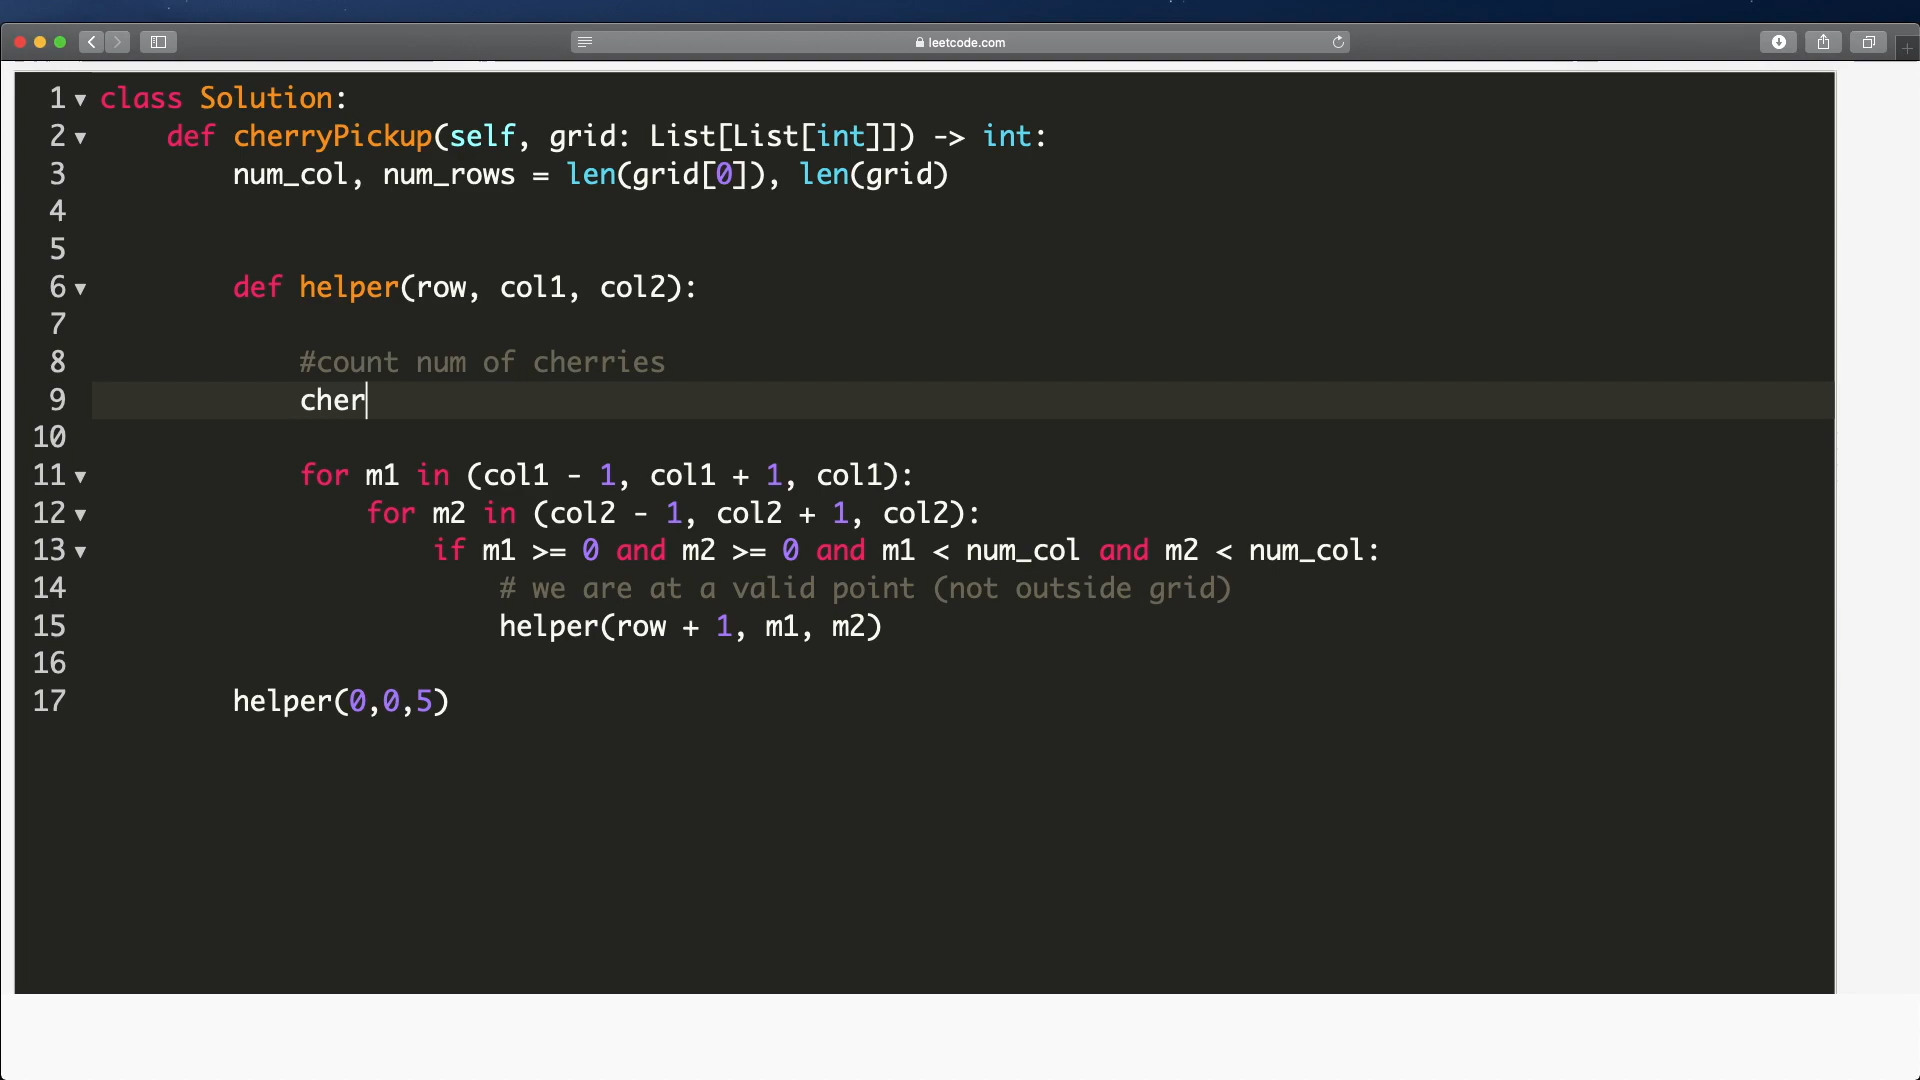 leetcode.com
1 class Solution:
2 def cherryPickup(self, grid: List[List[int]]) -> int:
3 num_col, num_rows = len(grid[0]), len(grid)
4
5
6 def helper(row, col1, col2):
7
8 #count num of cherries
9 cher
10
11 for m1 in (col1 - 1, col1 + 1, col1):
12 for m2 in (col2 - 1, col2 + 1, col2):
13 if m1 >= 0 and m2 >= 0 and m1 < num_col and m2 < num_col:
14 # we are at a valid point (not outside grid)
15 helper(row + 1, m1, m2)
16
17 helper(0,0,5)